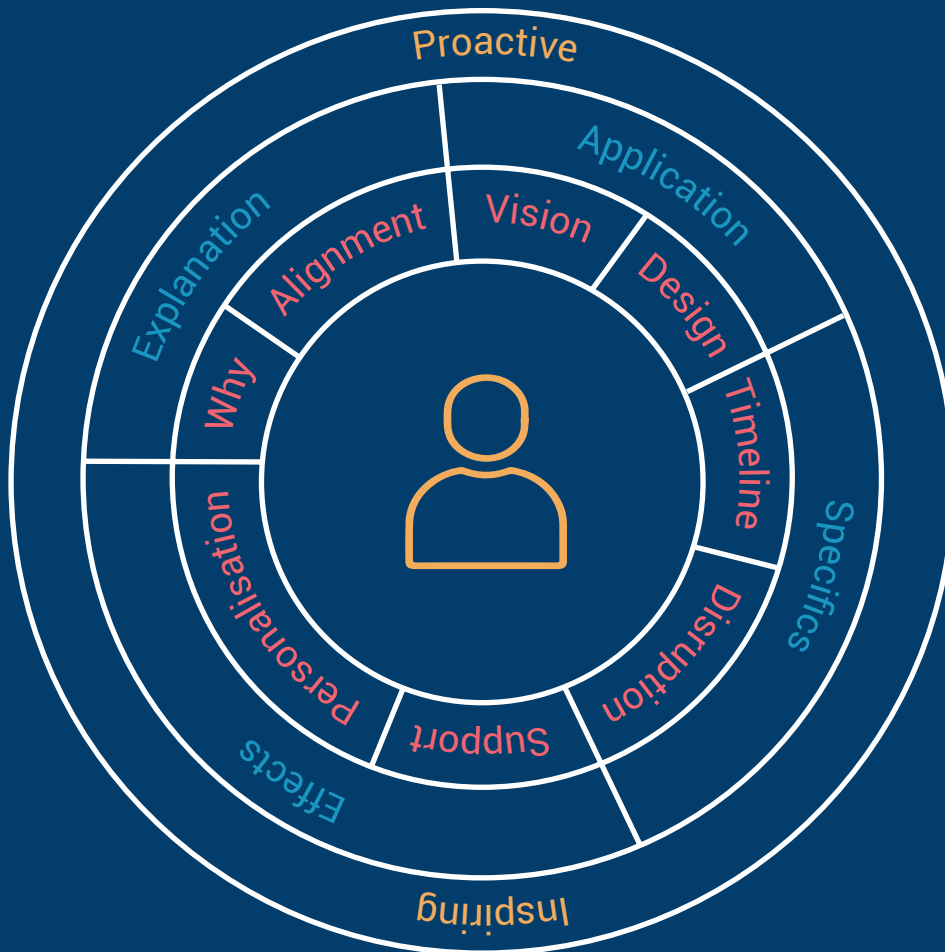 Proactive
Explanation
Application
Alignment
Vision
Design
Why
Timeline
Personalisation
Specifics
Disruption
Support
Effects
Inspiring